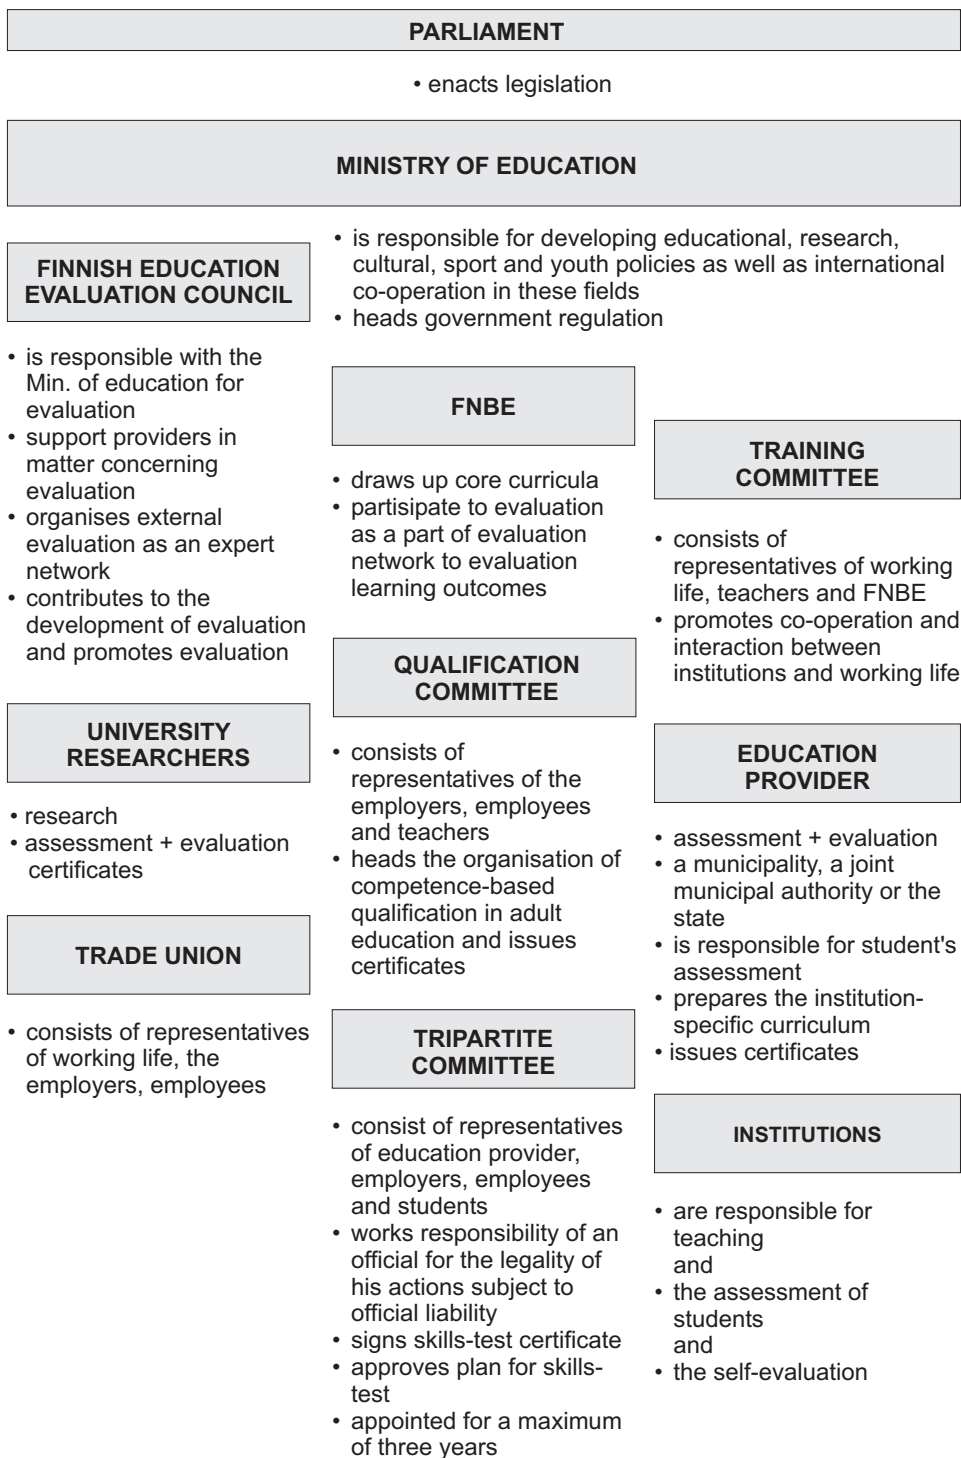 PARLIAMENT
• enacts legislation
MINISTRY OF EDUCATION
• is responsible for developing educational, research,
cultural, sport and youth policies as well as international
co-operation in these fields
• heads government regulation
FINNISH EDUCATION
EVALUATION COUNCIL
• is responsible with the
Min. of education for
evaluation
• support providers in
matter concerning
evaluation
• organises external
evaluation as an expert
network
• contributes to the
development of evaluation
and promotes evaluation
UNIVERSITY
RESEARCHERS
• research
• assessment + evaluation
certificates
TRADE UNION
• consists of representatives
of working life, the
employers, employees
FNBE
• draws up core curricula
• partisipate to evaluation
as a part of evaluation
network to evaluation
learning outcomes
QUALIFICATION
COMMITTEE
• consists of
representatives of the
employers, employees
and teachers
• heads the organisation of
competence-based
qualification in adult
education and issues
certificates
TRIPARTITE
COMMITTEE
• consist of representatives
of education provider,
employers, employees
and students
• works responsibility of an
official for the legality of
his actions subject to
official liability
• signs skills-test certificate
• approves plan for skills-
test
• appointed for a maximum
of three years
TRAINING
COMMITTEE
• consists of
representatives of working
life, teachers and FNBE
• promotes co-operation and
interaction between
institutions and working life
EDUCATION
PROVIDER
• assessment + evaluation
• a municipality, a joint
municipal authority or the
state
• is responsible for student's
assessment
• prepares the institution-
specific curriculum
• issues certificates
INSTITUTIONS
• are responsible for
teaching
and
• the assessment of
students
and
• the self-evaluation